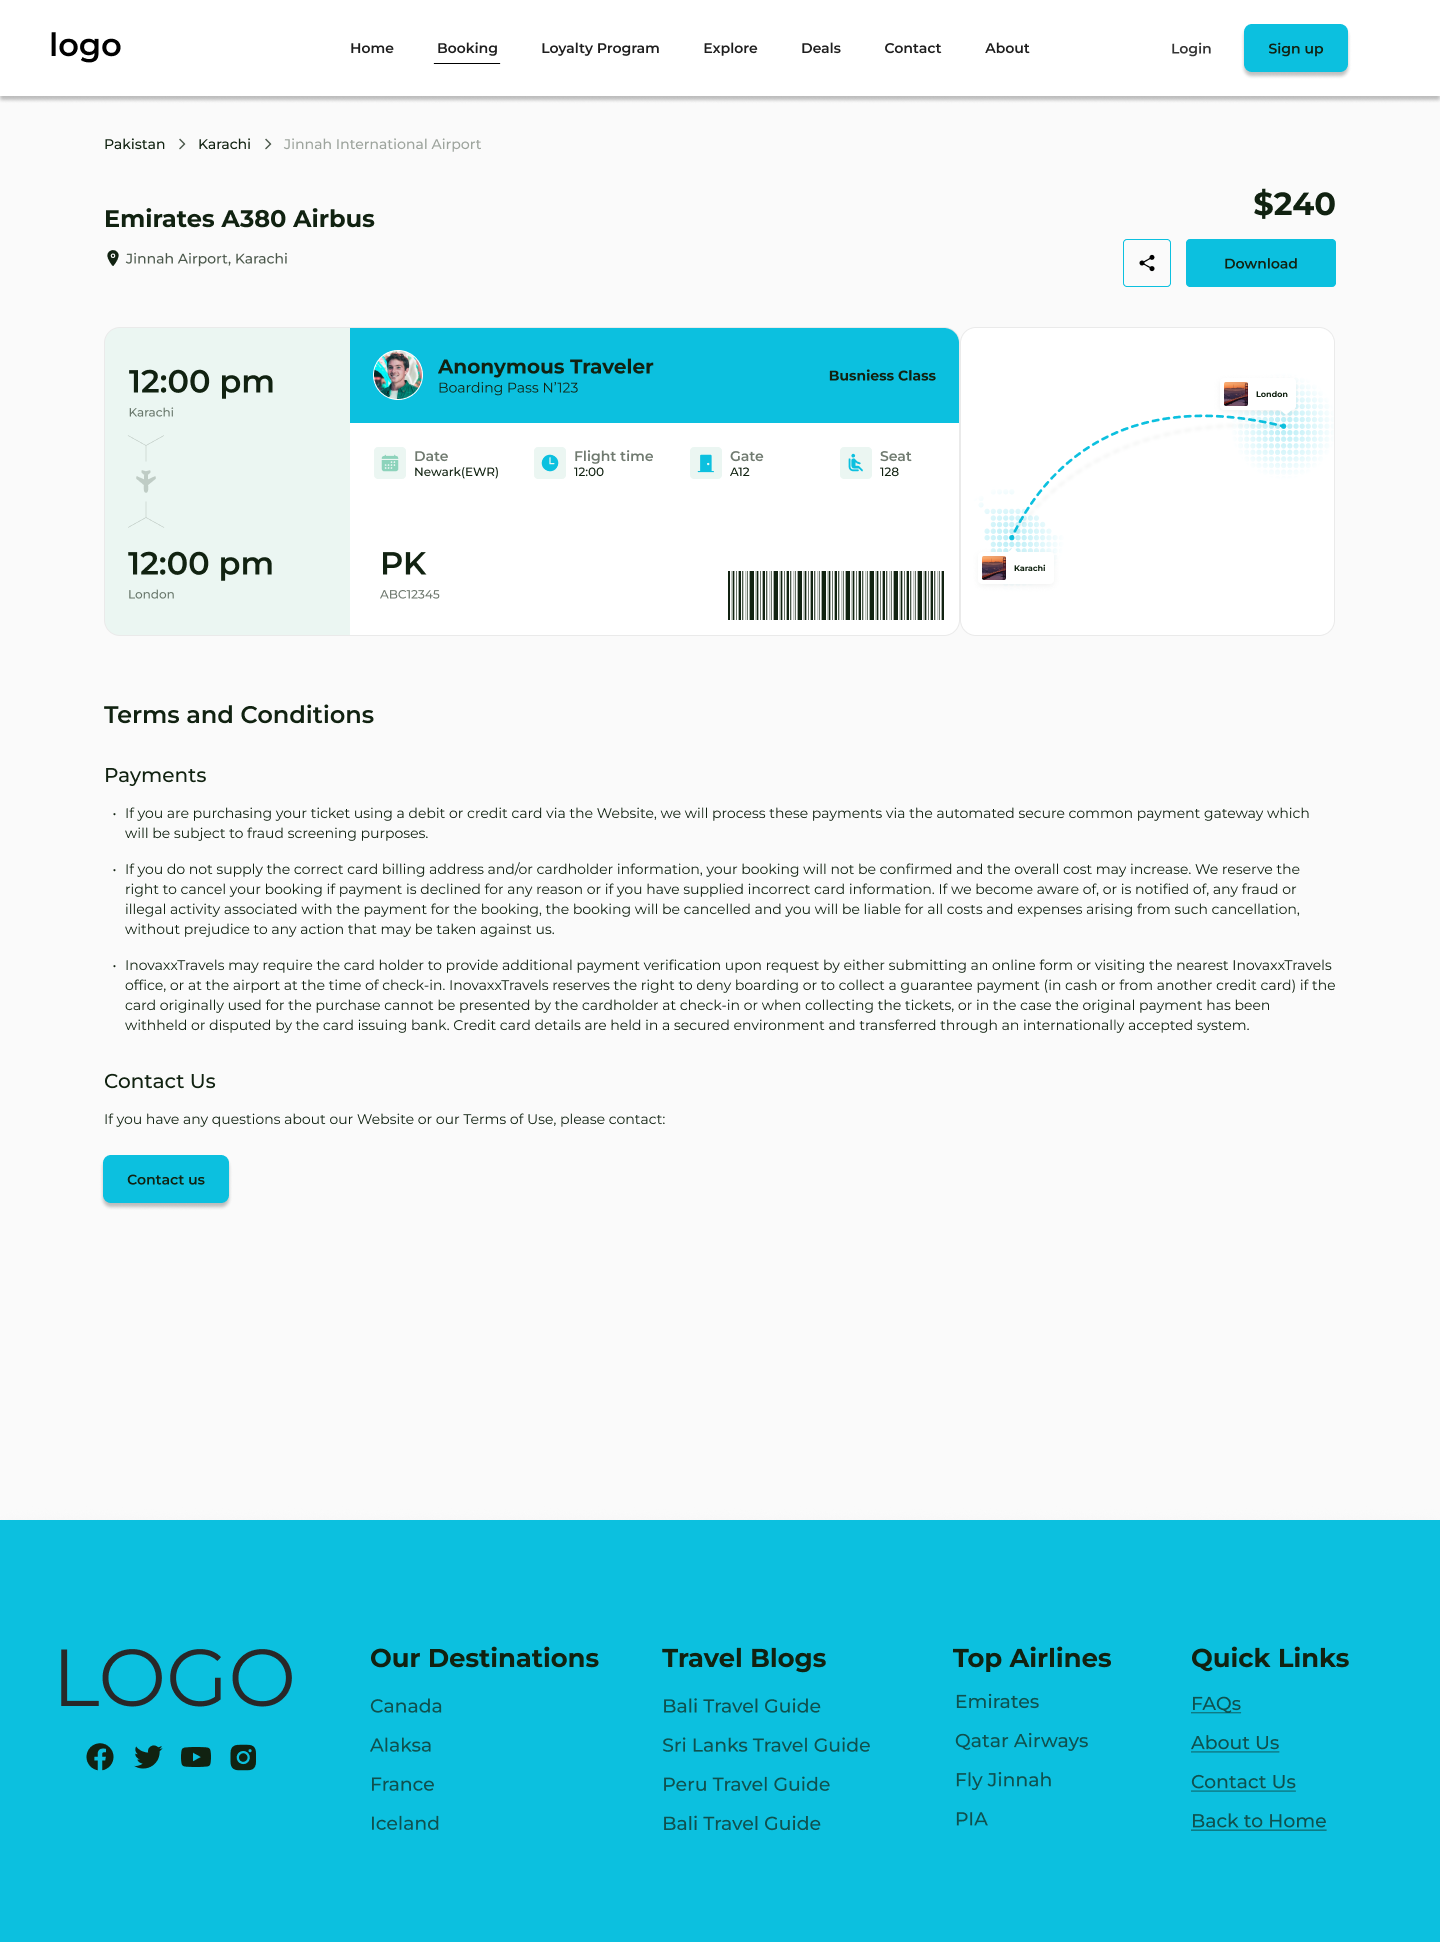 logo
Home
Booking
Loyalty Program
Explore
Deals
Contact
About
Login
Sign up
Pakistan
Karachi
Jinnah International Airport
Emirates A380 Airbus
Jinnah Airport, Karachi
$240
Download
12:00 pm
Karachi
12:00 pm
London
Anonymous Traveler
Boarding Pass N'123
Busniess Class
Date
Newark(EWR)
Flight time
12:00
Gate
A12
Seat
128
PK
ABC12345
London
Karachi
Terms and Conditions
Payments
• If you are purchasing your ticket using a debit or credit card via the Website, we will process these payments via the automated secure common payment gateway which
will be subject to fraud screening purposes.
• If you do not supply the correct card billing address and/or cardholder information, your booking will not be confirmed and the overall cost may increase. We reserve the
right to cancel your booking if payment is declined for any reason or if you have supplied incorrect card information. If we become aware of, or is notified of, any fraud or
illegal activity associated with the payment for the booking, the booking will be cancelled and you will be liable for all costs and expenses arising from such cancellation,
without prejudice to any action that may be taken against us.
• InovaxxTravels may require the card holder to provide additional payment verification upon request by either submitting an online form or visiting the nearest InovaxxTravels
office, or at the airport at the time of check-in. InovaxxTravels reserves the right to deny boarding or to collect a guarantee payment (in cash or from another credit card) if the
card originally used for the purchase cannot be presented by the cardholder at check-in or when collecting the tickets, or in the case the original payment has been
withheld or disputed by the card issuing bank. Credit card details are held in a secured environment and transferred through an internationally accepted system.
Contact Us
If you have any questions about our Website or our Terms of Use, please contact:
Contact us
LOGO
Our Destinations
Canada
Alaksa
France
Iceland
Travel Blogs
Bali Travel Guide
Sri Lanks Travel Guide
Peru Travel Guide
Bali Travel Guide
Top Airlines
Emirates
Qatar Airways
Fly Jinnah
PIA
Quick Links
FAQs
About Us
Contact Us
Back to Home